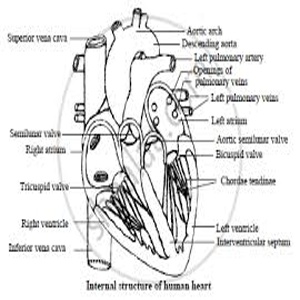 Superior vena cava
Aortic arch
Descending aorta
Left pulmonary artery
Openings of
pulmonary veins
Left pulmonary veins
Left atrium
Semilunar valve
Right atrium
Aortic semilunar valve
Bicuspid valve
Tricuspid valve
Chordae tendinae
Right ventricle
Left ventricle
Inferior vena cava
Interventricular septum
Internal structure of human heart